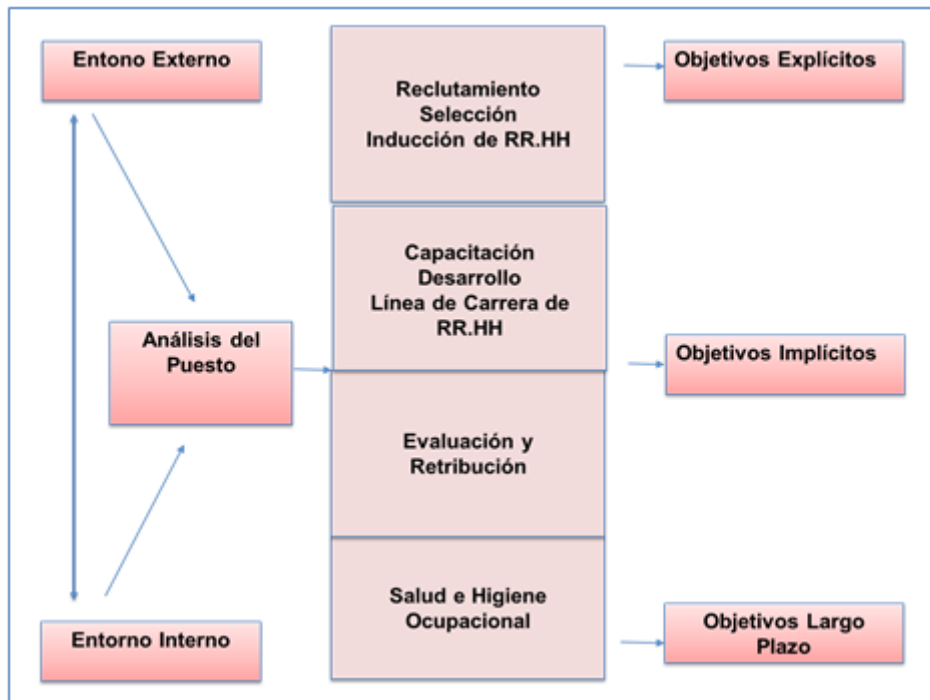 Entono Externo
Reclutamiento
Selección
Inducción de RR.HH
Objetivos Explícitos
Capacitación
Desarrollo
Línea de Carrera de
RR.HH
Análisis del
Puesto
Objetivos Implícitos
Evaluación y
Retribución
Salud e Higiene
Ocupacional
Entorno Interno
Objetivos Largo
Plazo